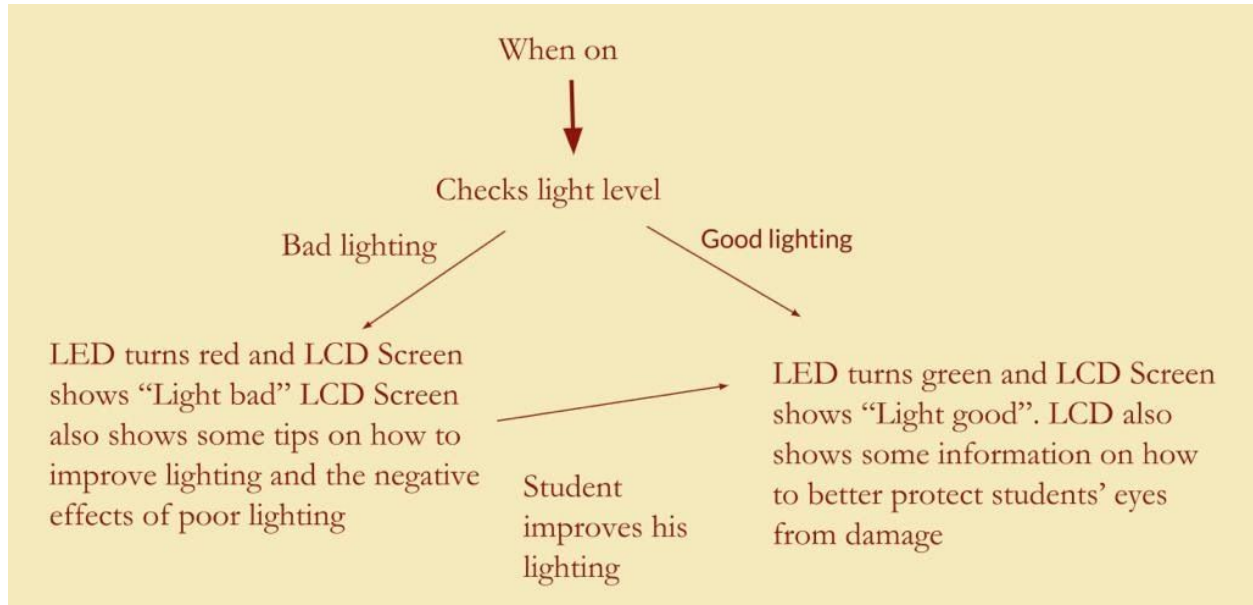 When on
Checks light level
Bad lighting
Good lighting
LED turns red and LCD Screen
shows “Light bad” LCD Screen
also shows some tips on how to
improve lighting and the negative
effects of poor lighting
Student
improves his
lighting
LED turns green and LCD Screen
shows “Light good”. LCD also
shows some information on how
to better protect students’ eyes
from damage